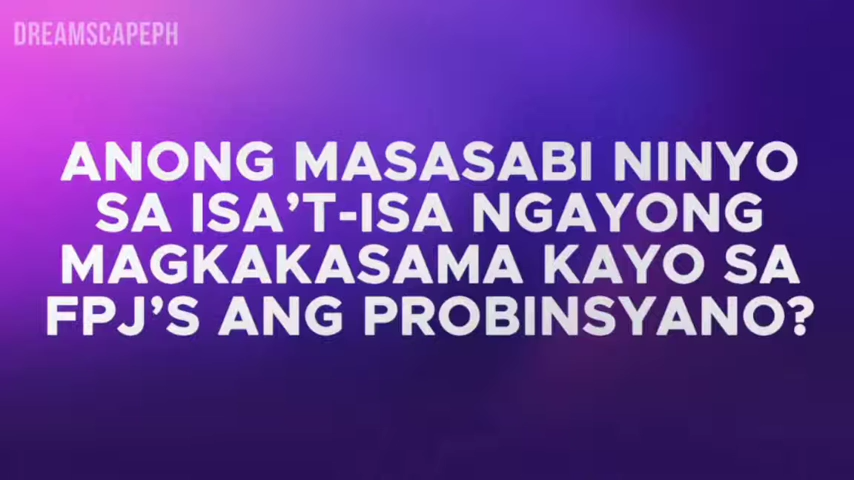 DREAMSCAPEPH
ANONG MASASABI NINYO
SA ISA'T-ISA NGAYONG
MAGKAKASAMA KAYO SA
FPJ'S ANG PROBINSYANO?